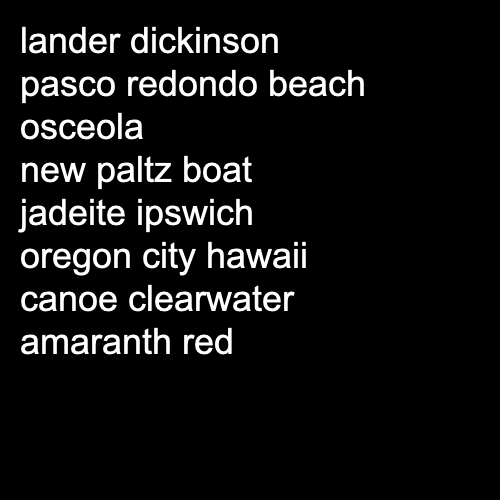 lander dickinson
pasco redondo beach
osceola
new paltz boat
jadeite ipswich
oregon city hawaii
canoe clearwater
amaranth red